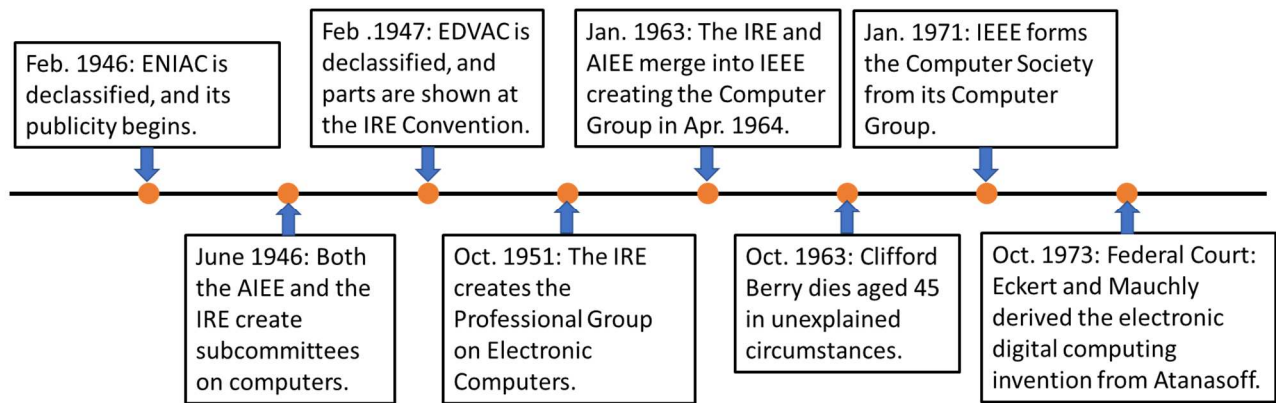 Feb. 1946: ENIAC is
declassified, and its
publicity begins.
June 1946: Both
the AIEE and the
IRE create
subcommittees
on computers.
Feb .1947: EDVAC is
declassified, and
parts are shown at
the IRE Convention.
Oct. 1951: The IRE
creates the
Professional Group
on Electronic
Computers.
Jan. 1963: The IRE and
AIEE merge into IEEE
creating the Computer
Group in Apr. 1964.
Oct. 1963: Clifford
Berry dies aged 45
in unexplained
circumstances.
Jan. 1971: IEEE forms
the Computer Society
from its Computer
Group.
Oct. 1973: Federal Court:
Eckert and Mauchly
derived the electronic
digital computing
invention from Atanasoff.